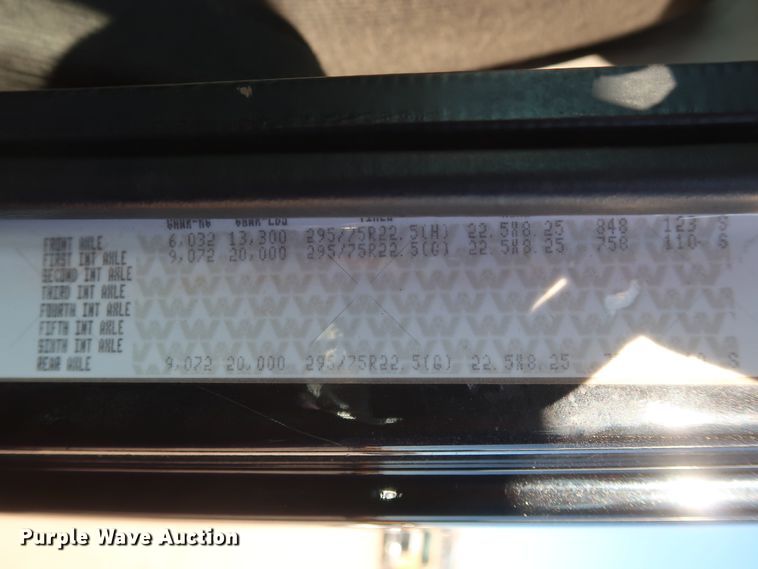 GAWR-KG GAWR-LBS TIRES
FRONT AXLE 6,032 13,300 295/75R22.5(H) 22.5X8.25 848 123 S
FIRST INT AXLE 9,072 20,000 295/75R22.5(G) 22.5X8.25 758 110 S
SECOND INT AXLE
THIRD INT AXLE
FOURTH INT AXLE
FIFTH INT AXLE
SIXTH INT AXLE
REAR AXLE 9,072 20,000 295/75R22.5(G) 22.5X8.25 S
Purple Wave Auction